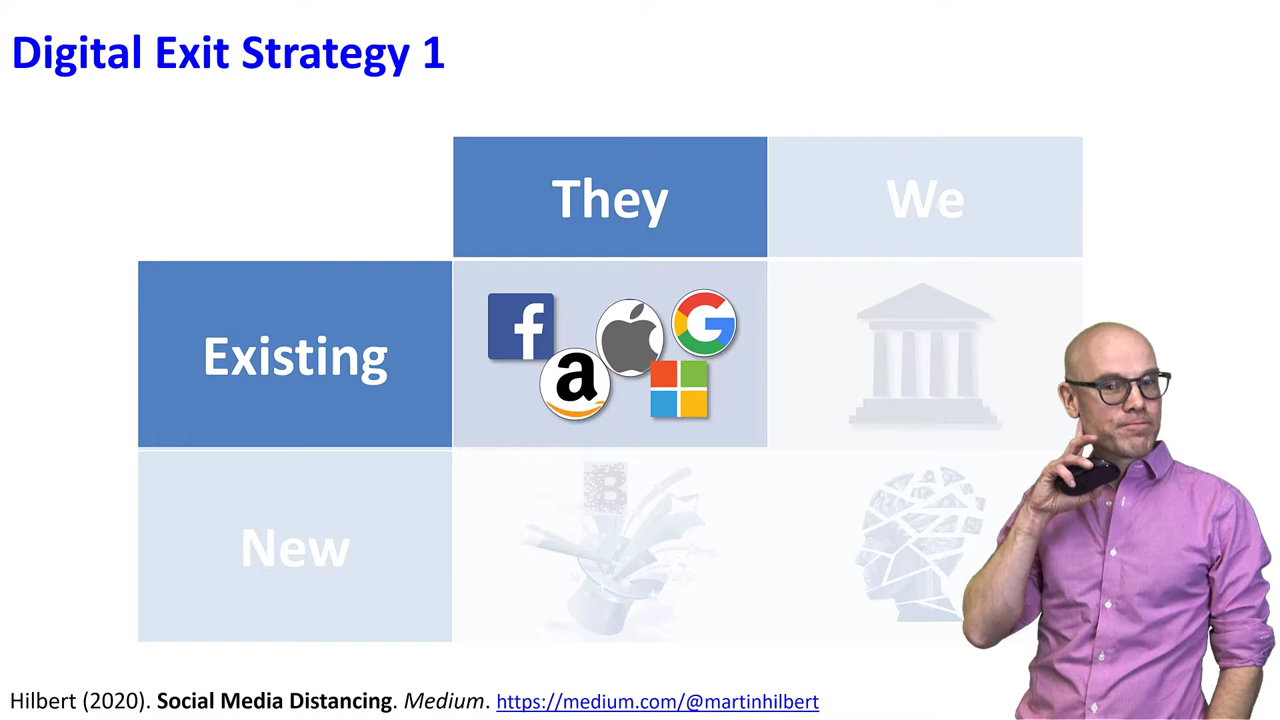 Digital Exit Strategy 1
They
We
Existing
New
Hilbert (2020). Social Media Distancing. Medium. https://medium.com/@martinhilbert